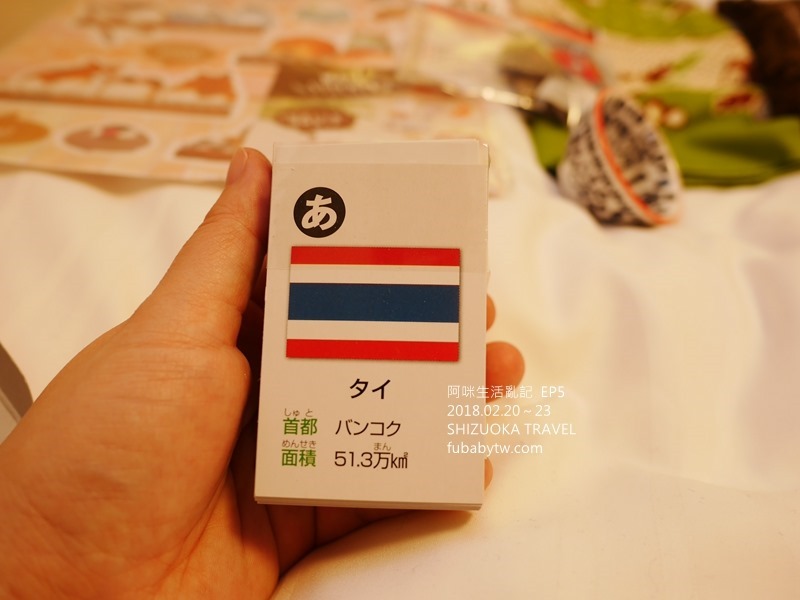 あ
タイ
しゅと
首都 バンコク
めんせき まん
面積 51.3万k㎡
阿咪生活亂記 EP5
2018.02.20～23
SHIZUOKA TRAVEL
fubabytw.com